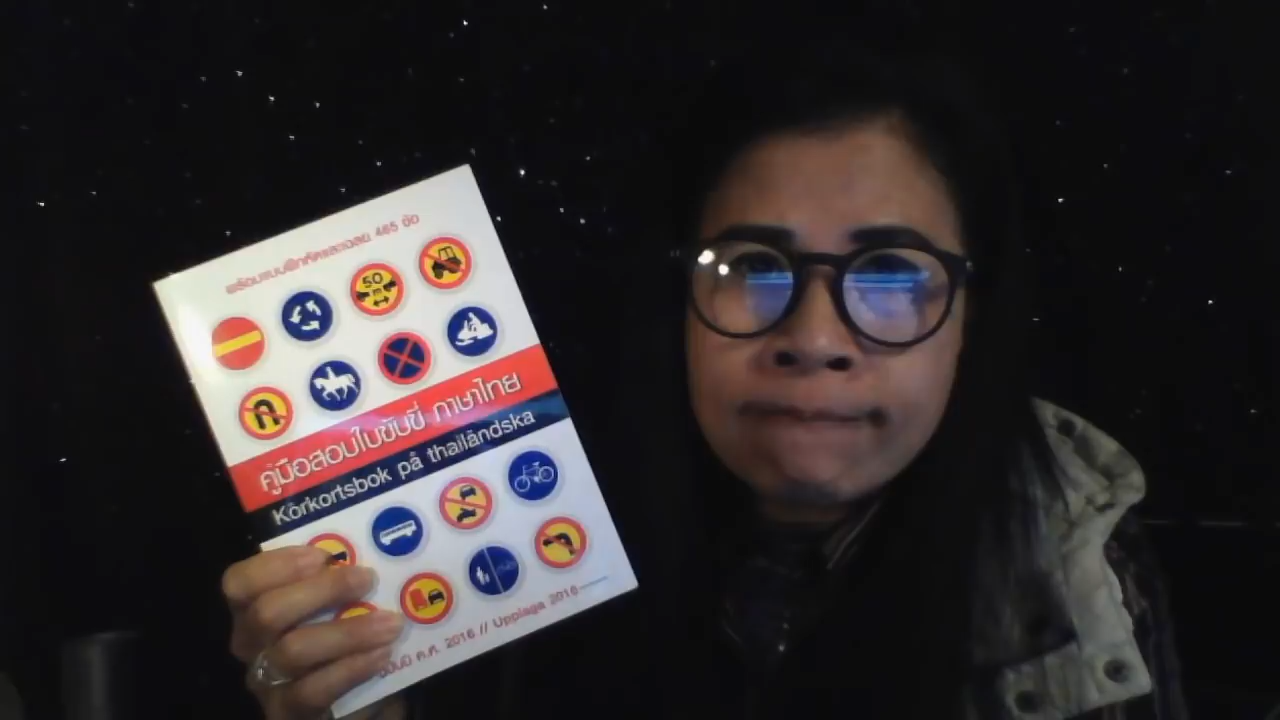 พร้อมแบบฝึกหัดและเฉลย 465 ข้อ
50 m
คู่มือสอบใบขับขี่ ภาษาไทย
Körkortsbok på thailändska
ฉบับปี ค.ศ. 2016 // Upplaga 2016